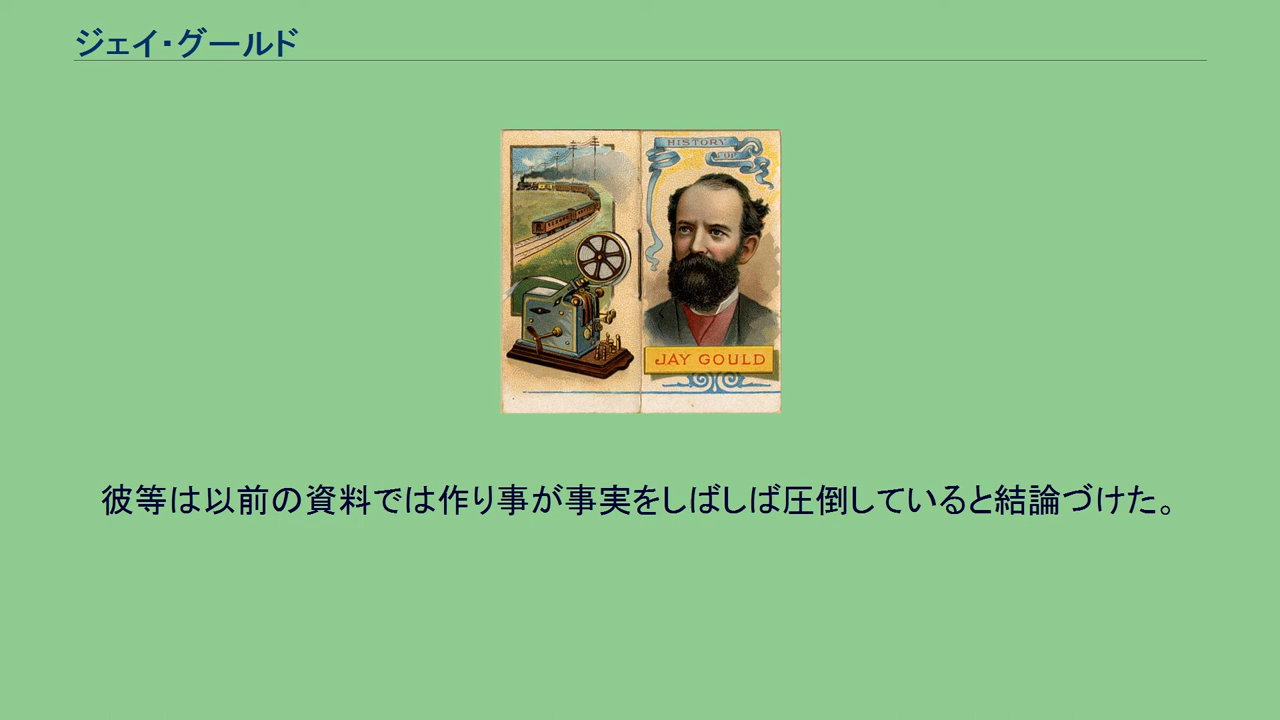 ジェイ・グールド
HISTORY
OF
JAY GOULD
彼等は以前の資料では作り事が事実をしばしば圧倒していると結論づけた。